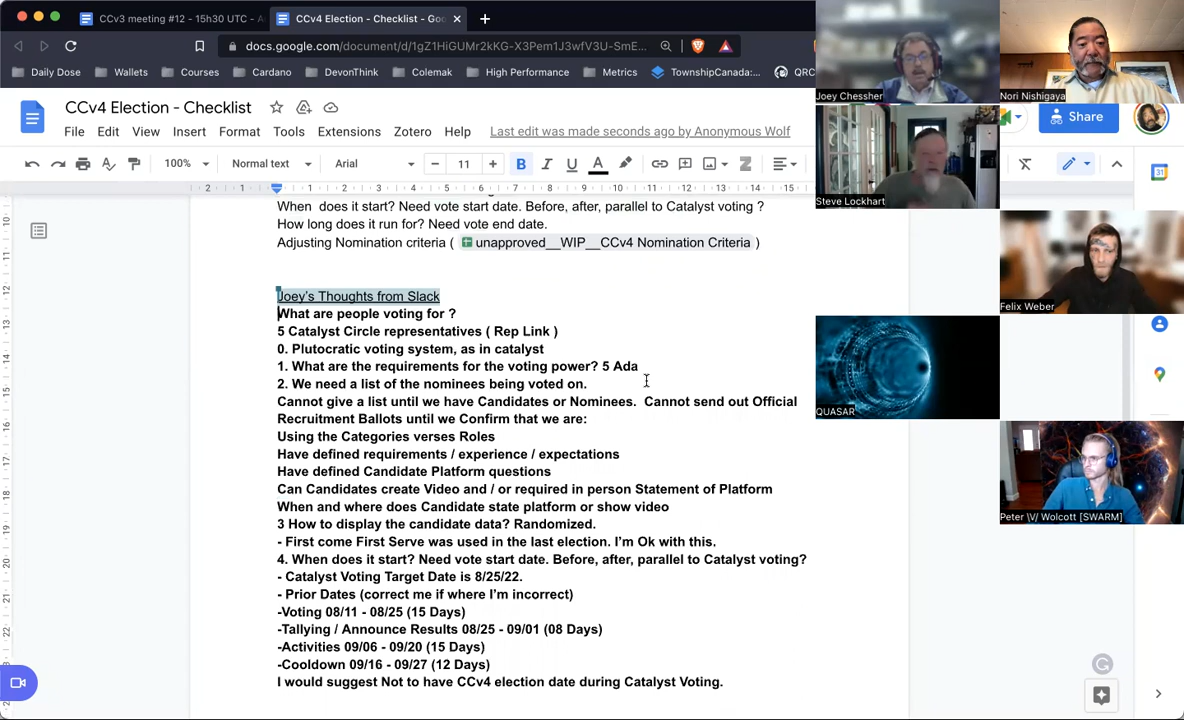 CCv3 meeting #12 - 15h30 UTC - A
CCv4 Election - Checklist - Goo
docs.google.com/document/d/1gZ1HiGUMr2kKG-X3Pem1J3wfV3U-SmE...
Daily Dose
Wallets
Courses
Cardano
DevonThink
Colemak
High Performance
Metrics
TownshipCanada:...
QRC
CCv4 Election - Checklist
File Edit View Insert Format Tools Extensions Zotero Help
Last edit was made seconds ago by Anonymous Wolf
Share
100% Normal text Arial 11
When does it start? Need vote start date. Before, after, parallel to Catalyst voting ?
How long does it run for? Need vote end date.
Adjusting Nomination criteria ( unapproved__WIP__CCv4 Nomination Criteria )
Joey's Thoughts from Slack
What are people voting for ?
5 Catalyst Circle representatives ( Rep Link )
0. Plutocratic voting system, as in catalyst
1. What are the requirements for the voting power? 5 Ada
2. We need a list of the nominees being voted on.
Cannot give a list until we have Candidates or Nominees. Cannot send out Official
Recruitment Ballots until we Confirm that we are:
Using the Categories verses Roles
Have defined requirements / experience / expectations
Have defined Candidate Platform questions
Can Candidates create Video and / or required in person Statement of Platform
When and where does Candidate state platform or show video
3 How to display the candidate data? Randomized.
- First come First Serve was used in the last election. I'm Ok with this.
4. When does it start? Need vote start date. Before, after, parallel to Catalyst voting?
- Catalyst Voting Target Date is 8/25/22.
- Prior Dates (correct me if where I'm incorrect)
-Voting 08/11 - 08/25 (15 Days)
-Tallying / Announce Results 08/25 - 09/01 (08 Days)
-Activities 09/06 - 09/20 (15 Days)
-Cooldown 09/16 - 09/27 (12 Days)
I would suggest Not to have CCv4 election date during Catalyst Voting.
Joey Chessher
Nori Nishigaya
Steve Lockhart
Felix Weber
QUASAR
Peter \V/ Wolcott [SWARM]